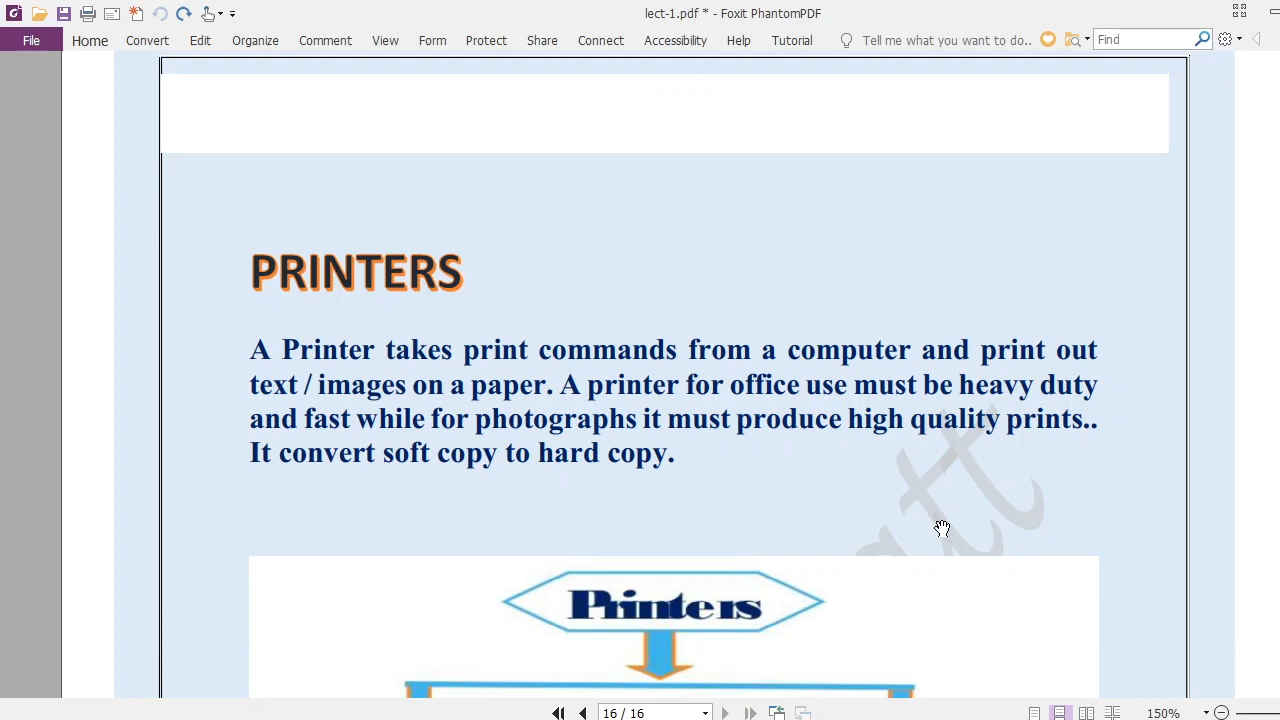 lect-1.pdf * - Foxit PhantomPDF
File Home Convert Edit Organize Comment View Form Protect Share Connect Accessibility Help Tutorial Tell me what you want to do.. Find
PRINTERS
A Printer takes print commands from a computer and print out
text / images on a paper. A printer for office use must be heavy duty
and fast while for photographs it must produce high quality prints..
It convert soft copy to hard copy.
Printers
16 / 16
150%